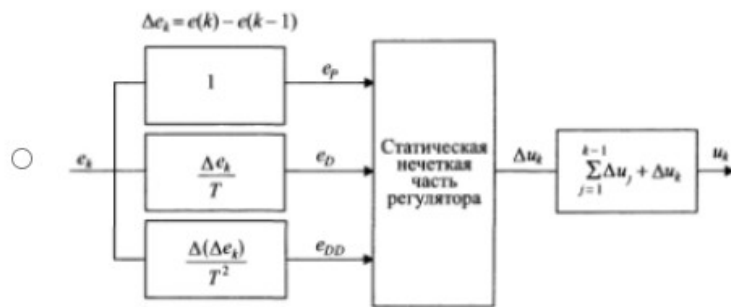 Δe_k = e(k) − e(k−1)
1
e_P
e_k
Δe_k / T
e_D
Статическая
нечеткая
часть
регулятора
Δu_k
∑_{j=1}^{k−1} Δu_j + Δu_k
u_k
Δ(Δe_k) / T²
e_DD